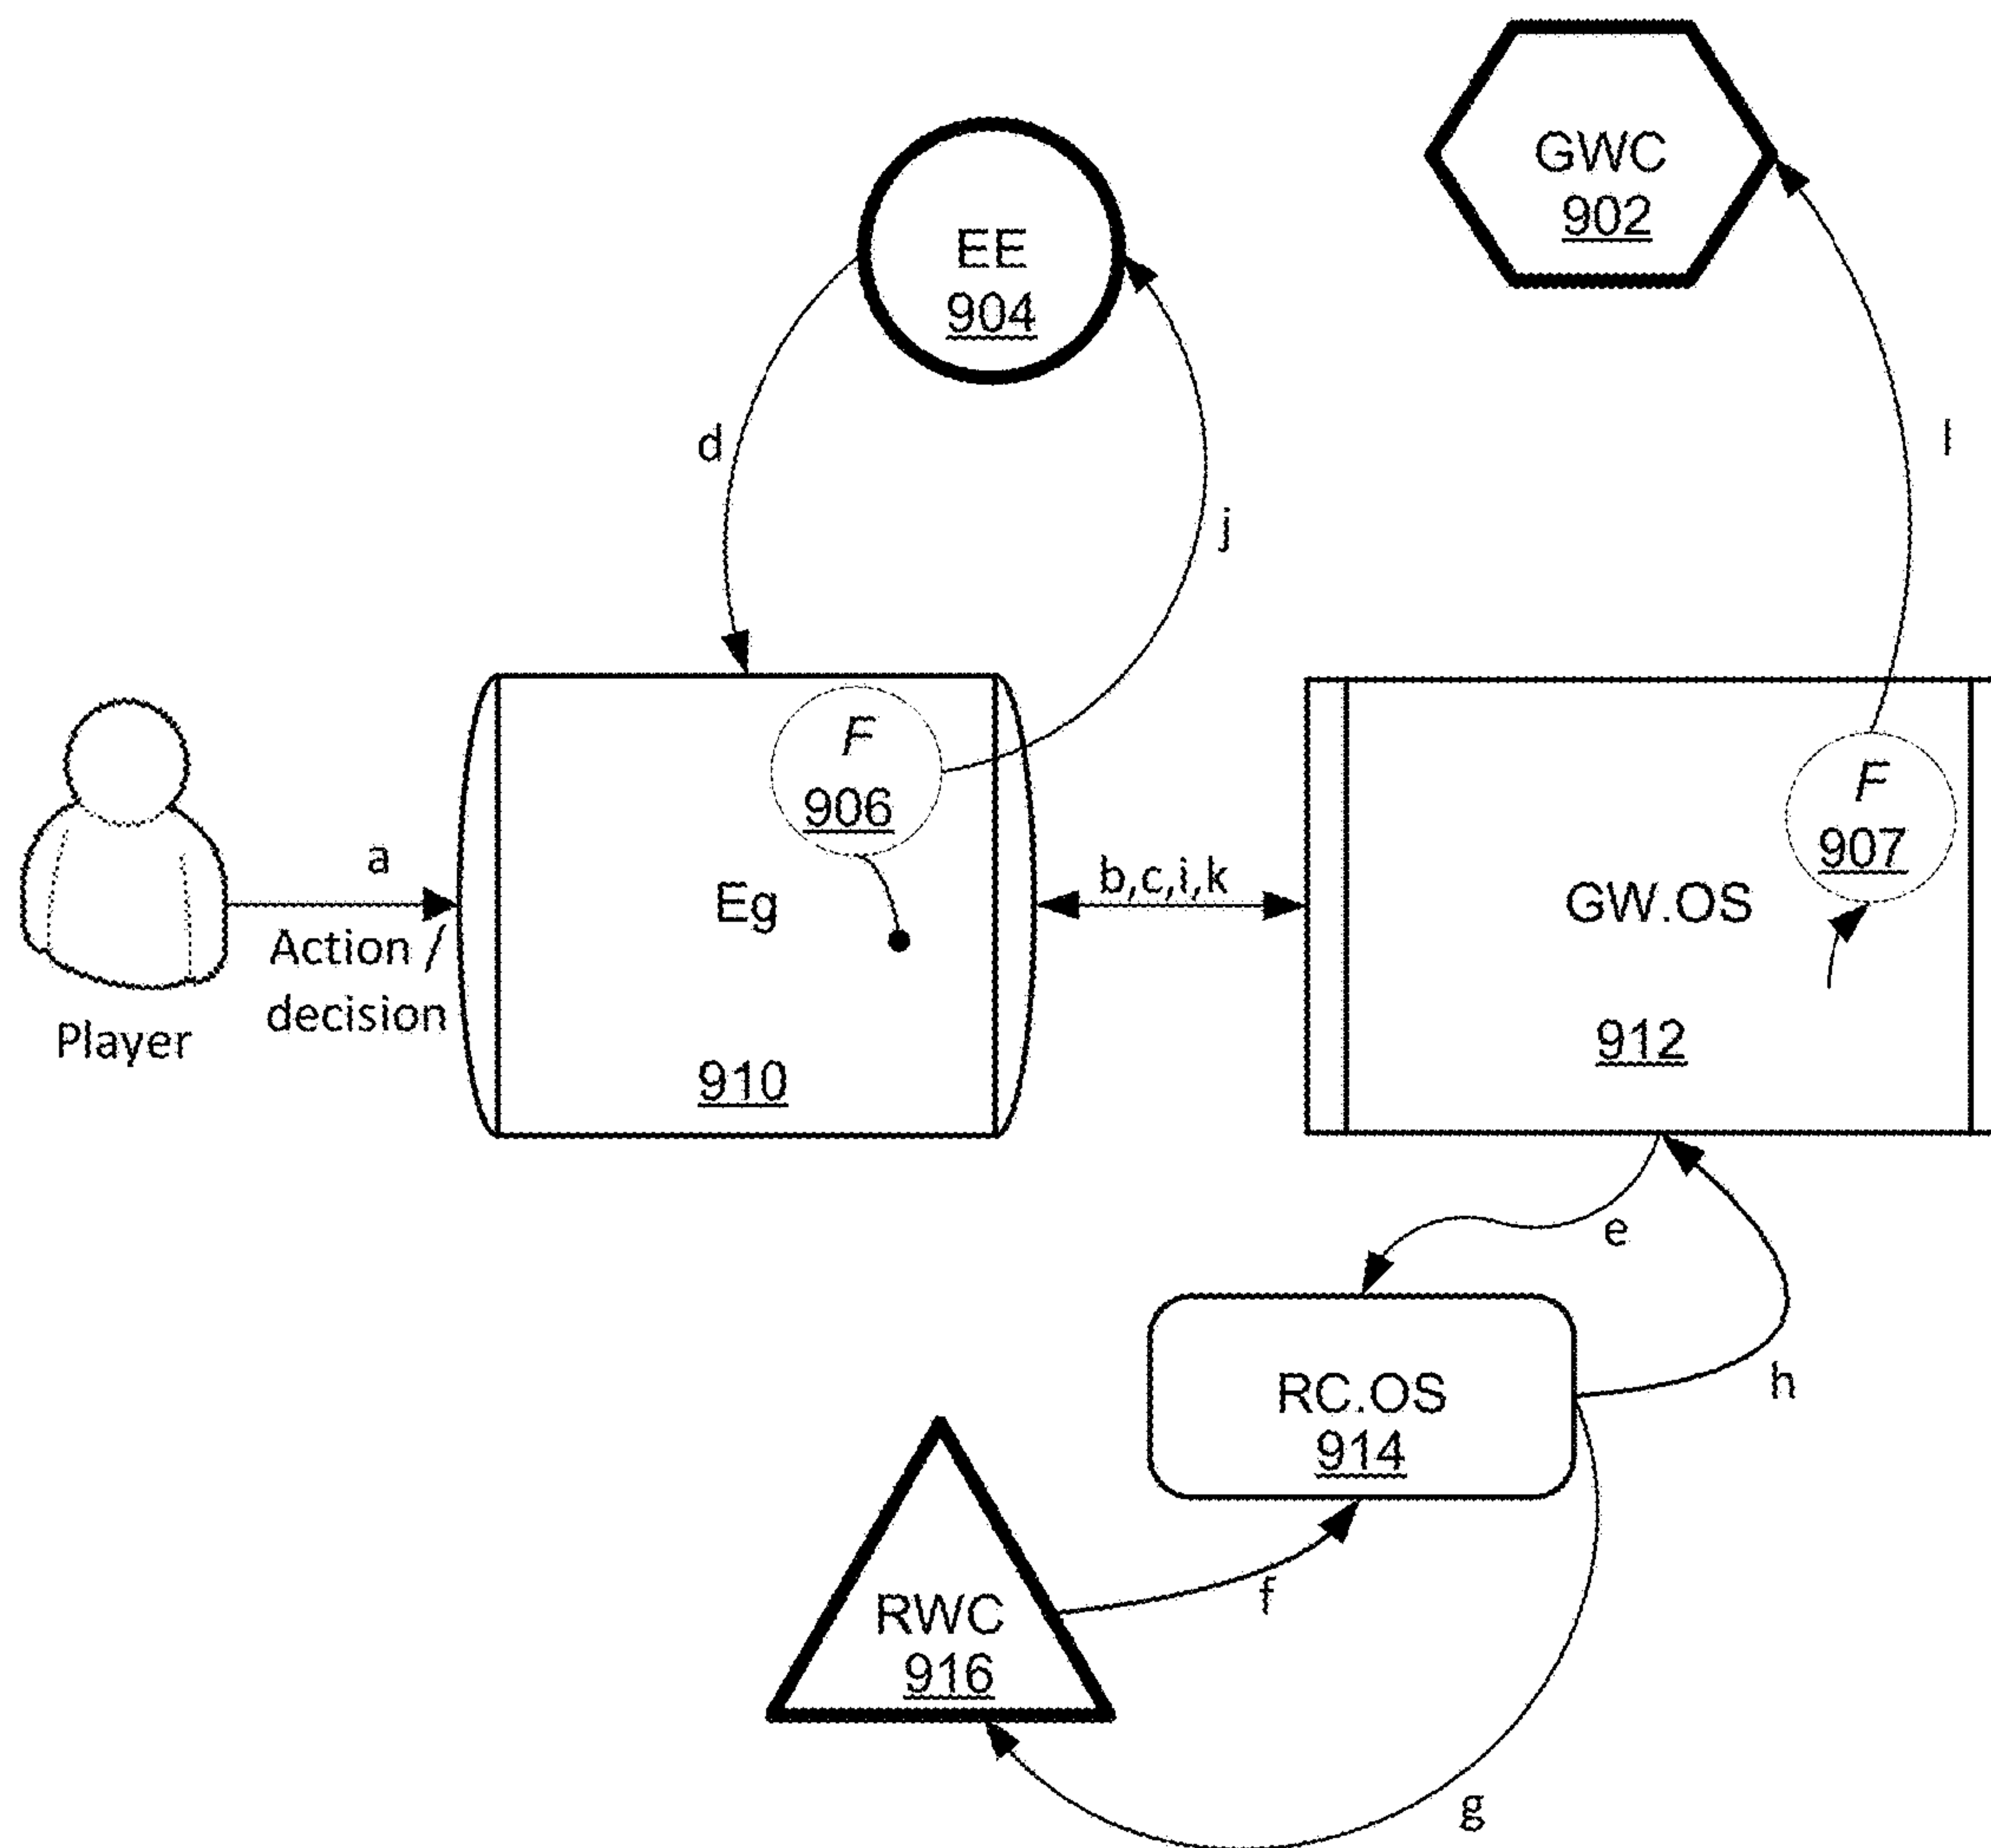 GWC
902
EE
904
d
l
j
F
906
F
907
a
Action /
decision
Player
Eg
910
b,c,i,k
GW.OS
912
e
h
RC.OS
914
f
RWC
916
g